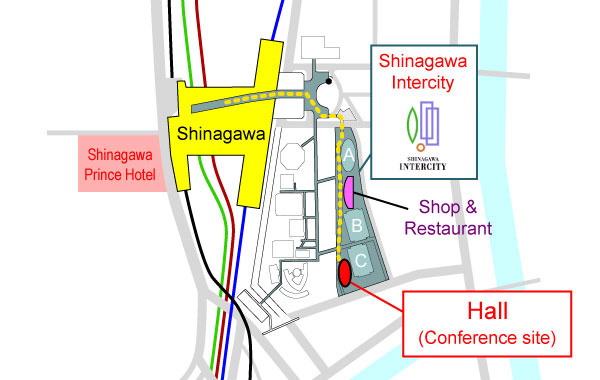 Shinagawa
Intercity
SHINAGAWA
INTERCITY
Shinagawa
Shinagawa
Prince Hotel
A
Shop &
Restaurant
B
C
Hall
(Conference site)